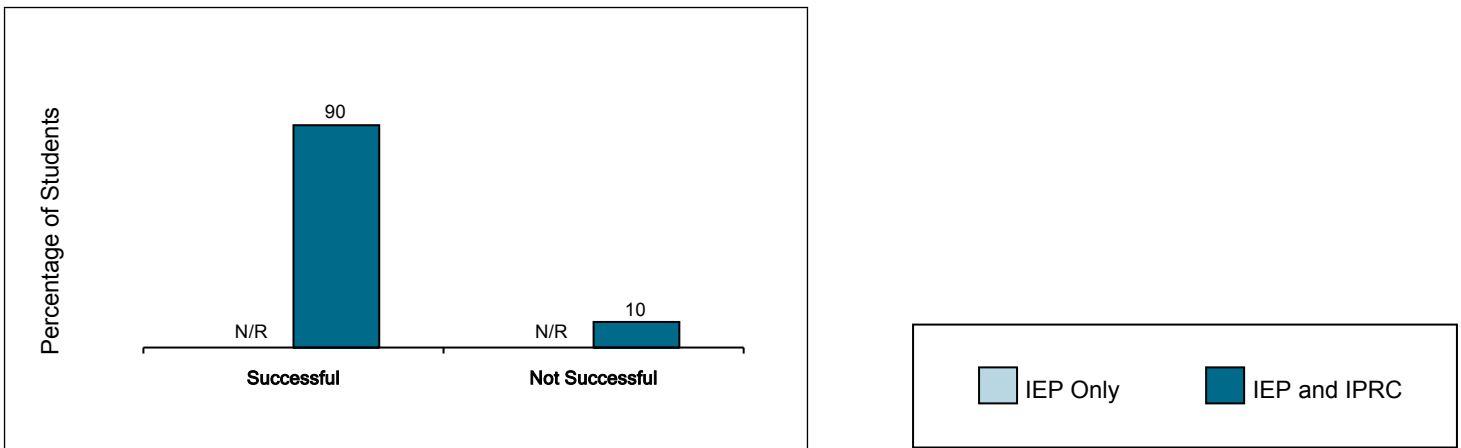 Percentage of Students
90
N/R
N/R
10
Successful
Not Successful
IEP Only
IEP and IPRC